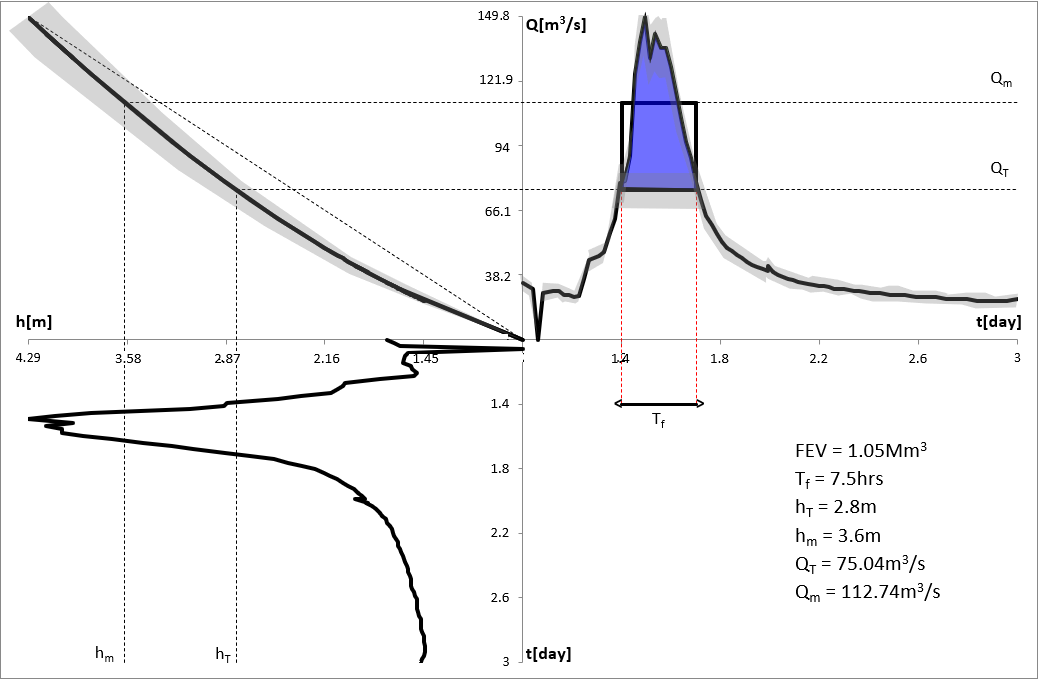 149.8 Q[m³/s]
121.9 Qm
94
QT
66.1
38.2
h[m] t[day]
4.29 3.58 2.87 2.16 1.45 1.4 1.8 2.2 2.6 3
1.4
Tf
FEV = 1.05Mm³
1.8
Tf = 7.5hrs
hT = 2.8m
2.2
hm = 3.6m
QT = 75.04m³/s
2.6
Qm = 112.74m³/s
hm hT 3 t[day]